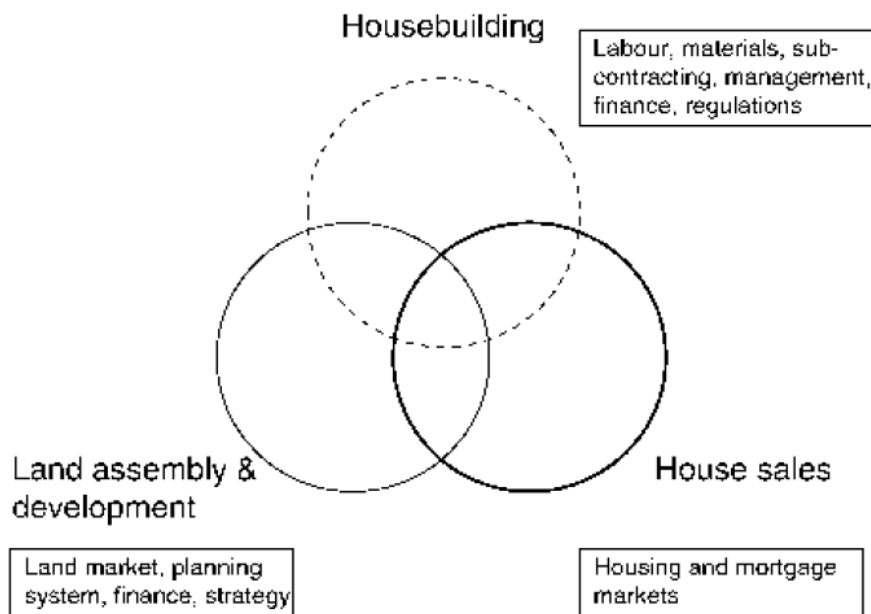 Housebuilding
Labour, materials, sub-
contracting, management,
finance, regulations
Land assembly &
development
House sales
Land market, planning
system, finance, strategy
Housing and mortgage
markets